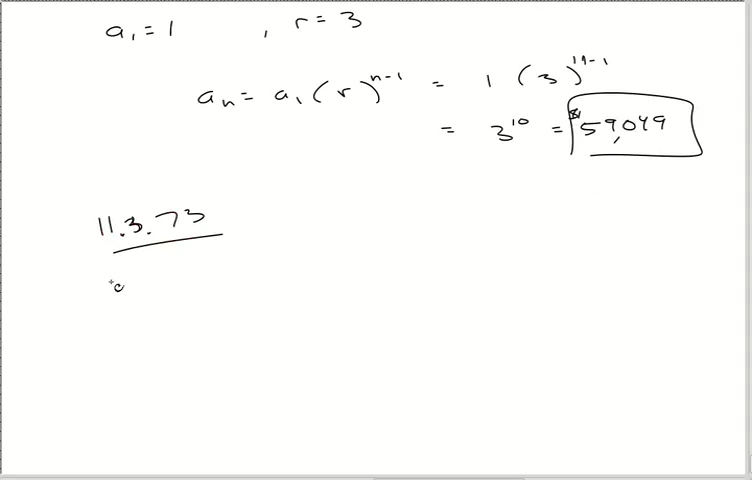 a₁ = 1 , r = 3
aₙ = a₁ (r)ⁿ⁻¹ = 1 (3)¹¹⁻¹
= 3¹⁰ = $59,049
11.3.73